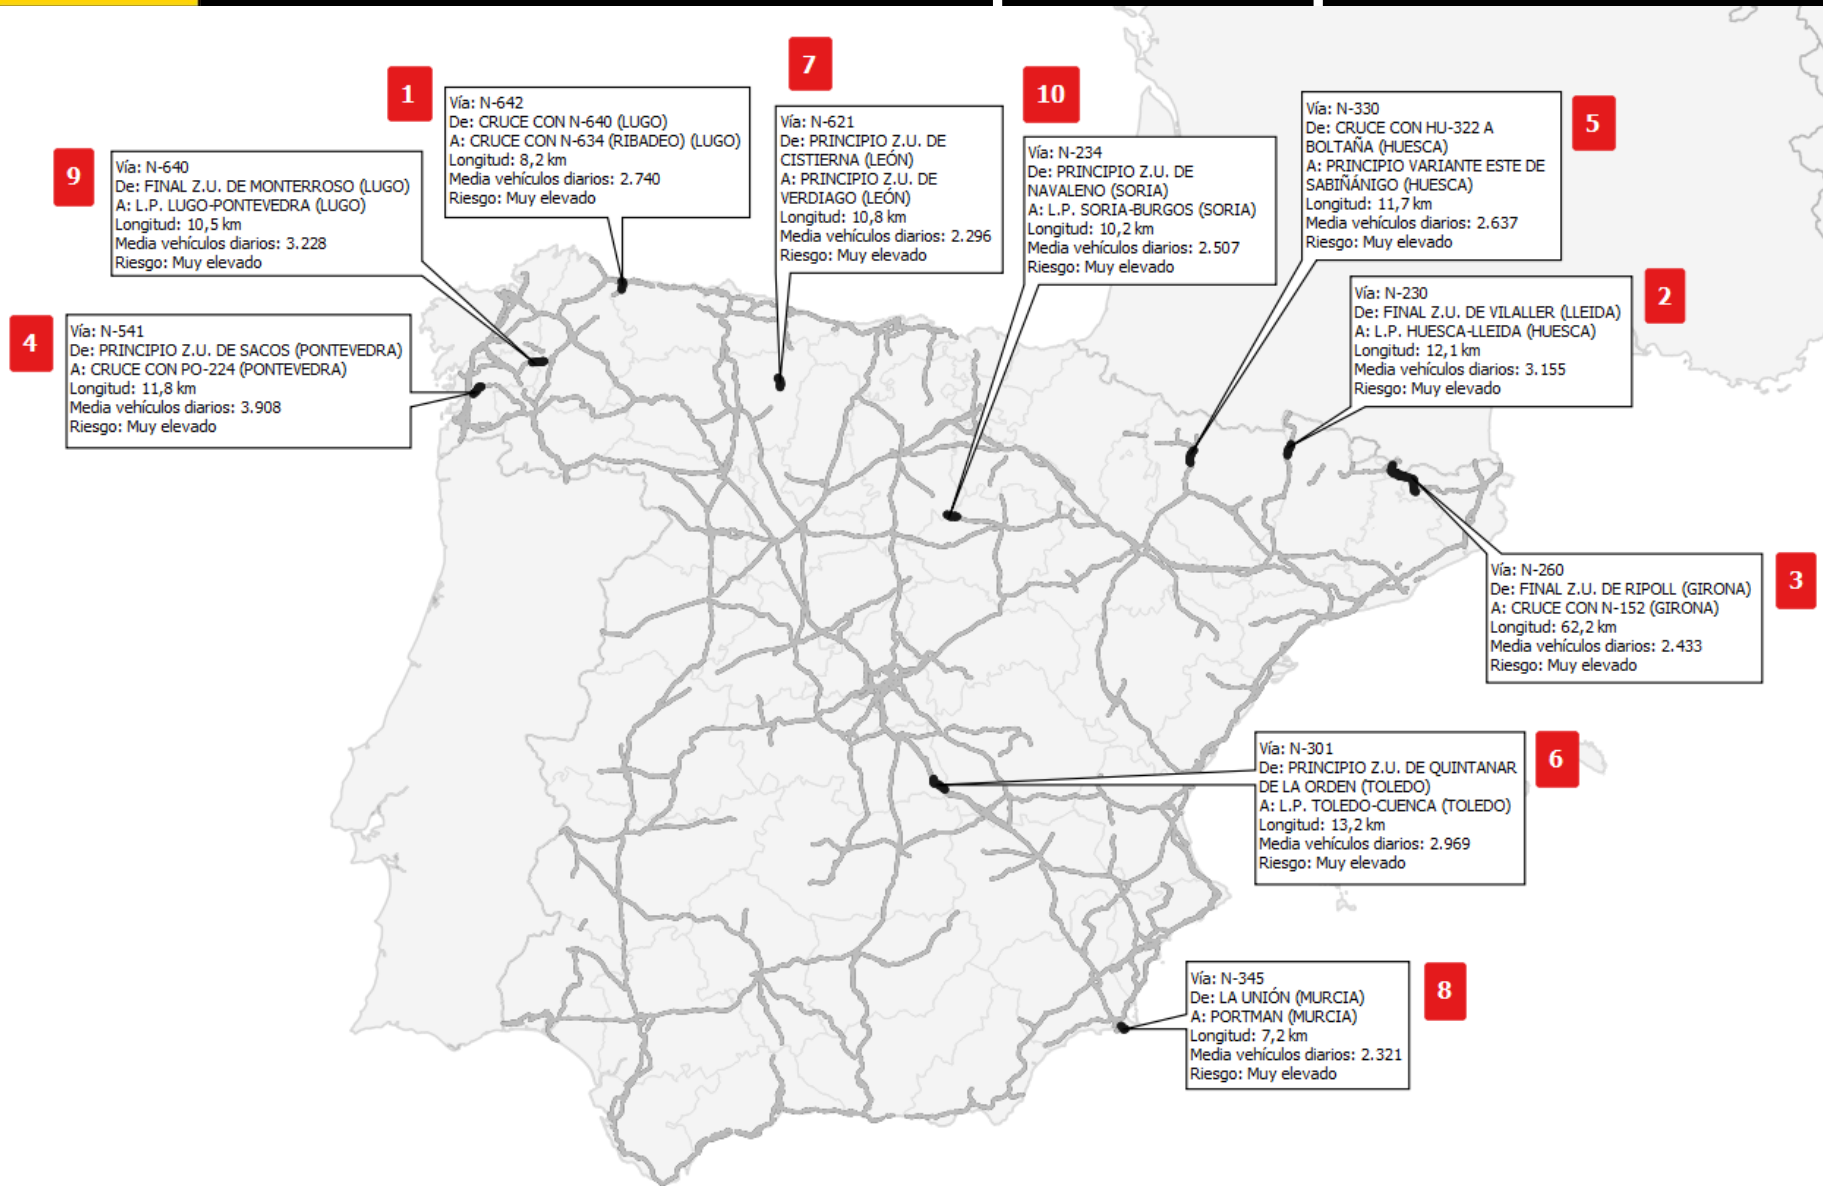 7
1
Vía: N-642
De: CRUCE CON N-640 (LUGO)
A: CRUCE CON N-634 (RIBADEO) (LUGO)
Longitud: 8,2 km
Media vehículos diarios: 2.740
Riesgo: Muy elevado
Vía: N-621
De: PRINCIPIO Z.U. DE
CISTIERNA (LEÓN)
A: PRINCIPIO Z.U. DE
VERDIAGO (LEÓN)
Longitud: 10,8 km
Media vehículos diarios: 2.296
Riesgo: Muy elevado
10
Vía: N-234
De: PRINCIPIO Z.U. DE
NAVALENO (SORIA)
A: L.P. SORIA-BURGOS (SORIA)
Longitud: 10,2 km
Media vehículos diarios: 2.507
Riesgo: Muy elevado
5
Vía: N-330
De: CRUCE CON HU-322 A
BOLTAÑA (HUESCA)
A: PRINCIPIO VARIANTE ESTE DE
SABIÑÁNIGO (HUESCA)
Longitud: 11,7 km
Media vehículos diarios: 2.637
Riesgo: Muy elevado
9
Vía: N-640
De: FINAL Z.U. DE MONTERROSO (LUGO)
A: L.P. LUGO-PONTEVEDRA (LUGO)
Longitud: 10,5 km
Media vehículos diarios: 3.228
Riesgo: Muy elevado
2
Vía: N-230
De: FINAL Z.U. DE VILALLER (LLEIDA)
A: L.P. HUESCA-LLEIDA (HUESCA)
Longitud: 12,1 km
Media vehículos diarios: 3.155
Riesgo: Muy elevado
4
Vía: N-541
De: PRINCIPIO Z.U. DE SACOS (PONTEVEDRA)
A: CRUCE CON PO-224 (PONTEVEDRA)
Longitud: 11,8 km
Media vehículos diarios: 3.908
Riesgo: Muy elevado
3
Vía: N-260
De: FINAL Z.U. DE RIPOLL (GIRONA)
A: CRUCE CON N-152 (GIRONA)
Longitud: 62,2 km
Media vehículos diarios: 2.433
Riesgo: Muy elevado
6
Vía: N-301
De: PRINCIPIO Z.U. DE QUINTANAR
DE LA ORDEN (TOLEDO)
A: L.P. TOLEDO-CUENCA (TOLEDO)
Longitud: 13,2 km
Media vehículos diarios: 2.969
Riesgo: Muy elevado
8
Vía: N-345
De: LA UNIÓN (MURCIA)
A: PORTMAN (MURCIA)
Longitud: 7,2 km
Media vehículos diarios: 2.321
Riesgo: Muy elevado